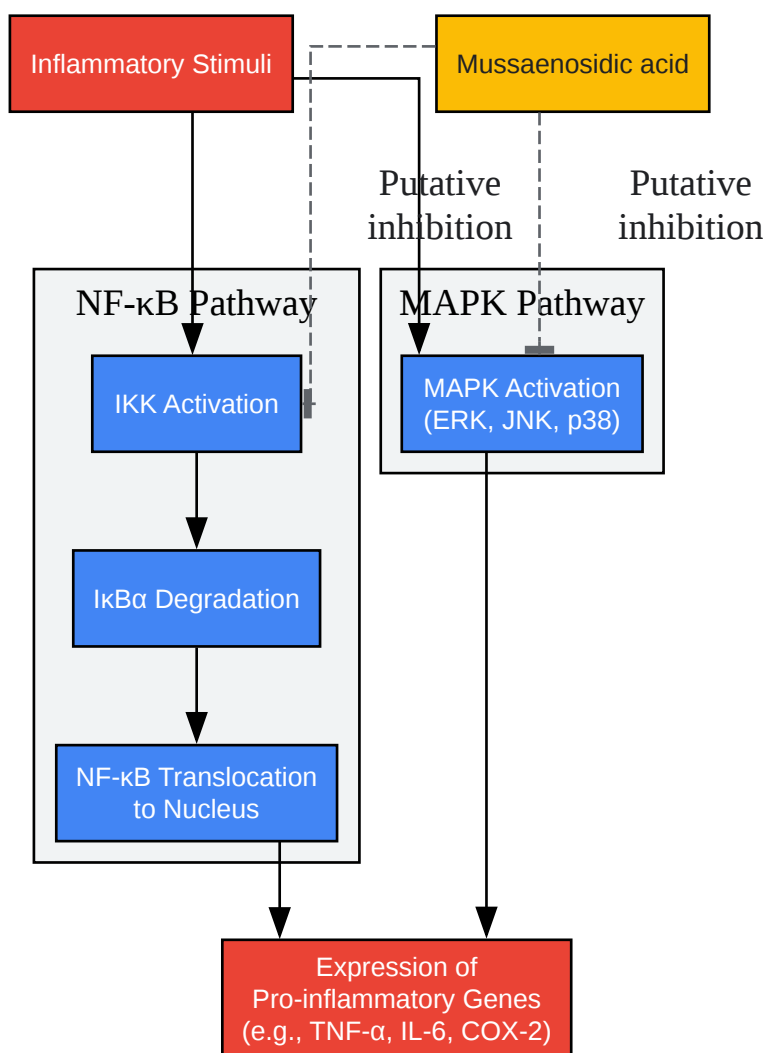 Inflammatory Stimuli
Mussaenosidic acid
Putative
inhibition
Putative
inhibition
NF-κB Pathway
MAPK Pathway
IKK Activation
MAPK Activation
(ERK, JNK, p38)
IκBα Degradation
NF-κB Translocation
to Nucleus
Expression of
Pro-inflammatory Genes
(e.g., TNF-α, IL-6, COX-2)